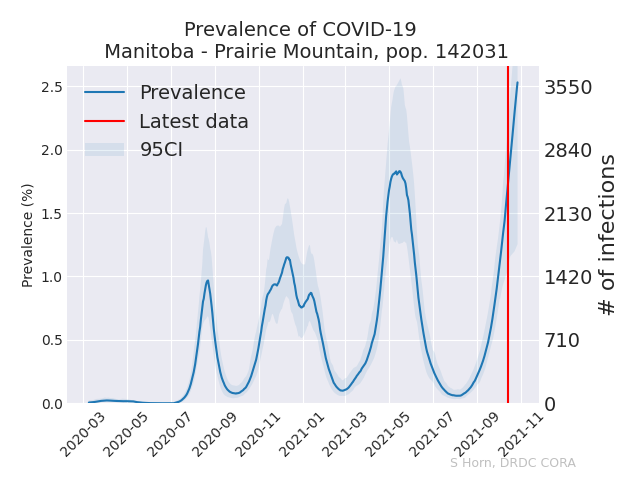 Prevalence of COVID-19
Manitoba - Prairie Mountain, pop. 142031
Prevalence
Latest data
95CI
Prevalence (%)
2.5
2.0
1.5
1.0
0.5
0.0
3550
2840
2130
1420
710
0
# of infections
2020-03
2020-05
2020-07
2020-09
2020-11
2021-01
2021-03
2021-05
2021-07
2021-09
2021-11
S Horn, DRDC CORA